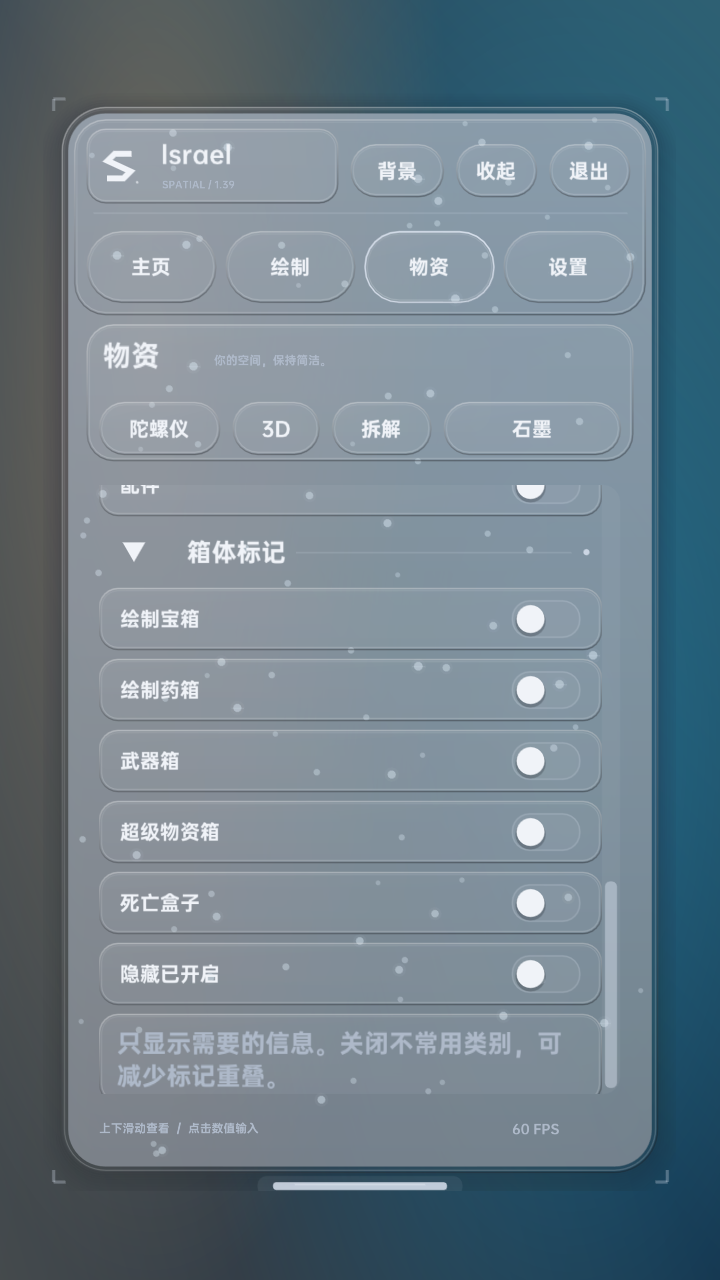 Israel
SPATIAL / 1.39
背景
收起
退出
主页
绘制
物资
设置
物资
你的空间，保持简洁。
陀螺仪
3D
拆解
石墨
配件
箱体标记
绘制宝箱
绘制药箱
武器箱
超级物资箱
死亡盒子
隐藏已开启
只显示需要的信息。关闭不常用类别，可
减少标记重叠。
上下滑动查看 / 点击数值输入
60 FPS